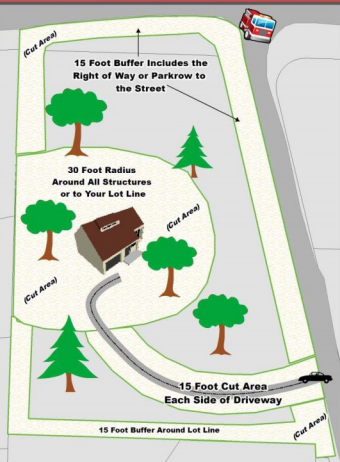 (Cut Area)
15 Foot Buffer Includes the
Right of Way or Parkrow to
the Street
30 Foot Radius
Around All Structures
or to Your Lot Line
(Cut Area)
(Cut Area)
15 Foot Cut Area
Each Side of Driveway
15 Foot Buffer Around Lot Line
(Cut Area)